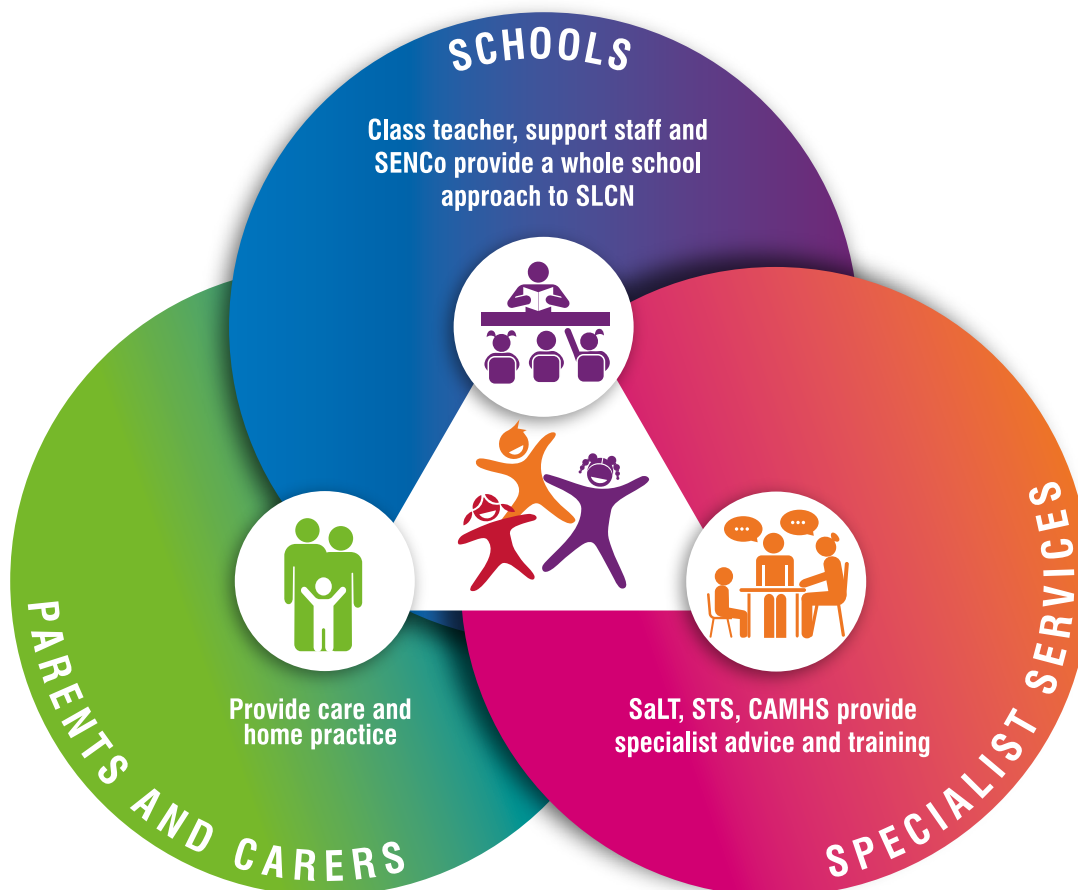 SCHOOLS
Class teacher, support staff and
SENCo provide a whole school
approach to SLCN
PARENTS AND CARERS
Provide care and
home practice
SPECIALIST SERVICES
SaLT, STS, CAMHS provide
specialist advice and training